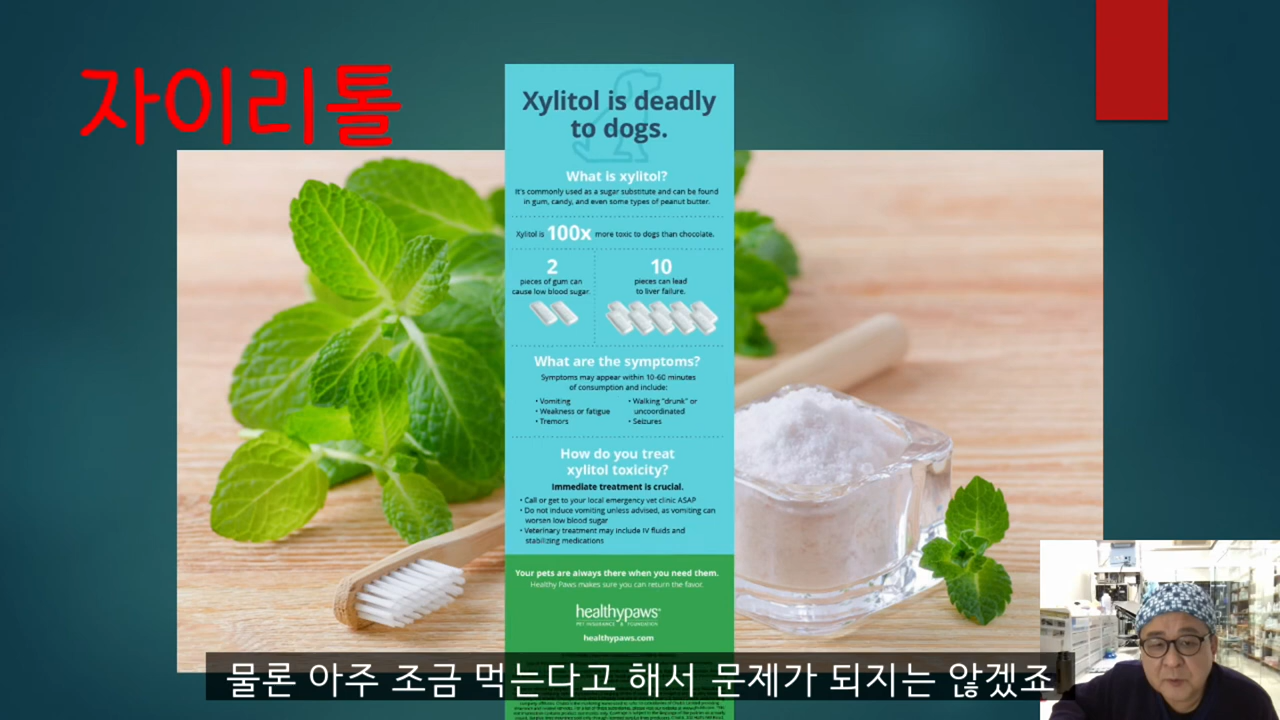 자이리톨
Xylitol is deadly
to dogs.
What is xylitol?
It's commonly used as a sugar substitute and can be found
in gum, candy, and even some types of peanut butter.
Xylitol is 100x more toxic to dogs than chocolate.
2
pieces of gum can
cause low blood sugar.
10
pieces can lead
to liver failure.
What are the symptoms?
Symptoms may appear within 10-60 minutes
of consumption and include:
• Vomiting
• Weakness or fatigue
• Tremors
• Walking "drunk" or
uncoordinated
• Seizures
How do you treat
xylitol toxicity?
Immediate treatment is crucial.
• Call or get to your local emergency vet clinic ASAP
• Do not induce vomiting unless advised, as vomiting can
worsen low blood sugar
• Veterinary treatment may include IV fluids and
stabilizing medications
Your pets are always there when you need them.
Healthy Paws makes sure you can return the favor.
healthypaws
PET INSURANCE & FOUNDATION
healthypaws.com
물론 아주 조금 먹는다고 해서 문제가 되지는 않겠죠